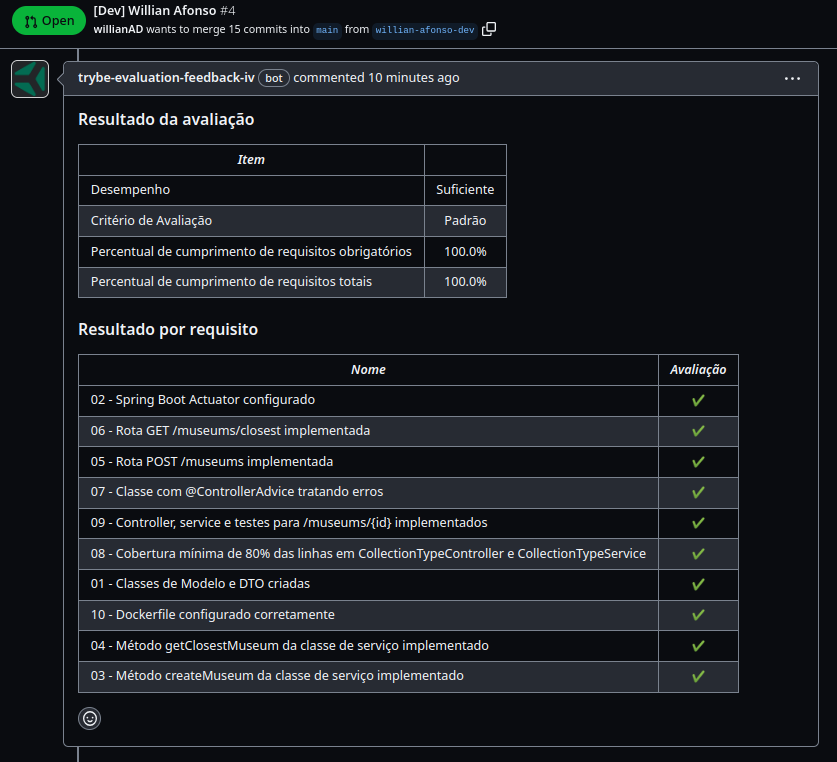 Open
[Dev] Willian Afonso #4
willianAD wants to merge 15 commits into main from willian-afonso-dev
trybe-evaluation-feedback-iv bot commented 10 minutes ago
Resultado da avaliação
Item
Desempenho Suficiente
Critério de Avaliação Padrão
Percentual de cumprimento de requisitos obrigatórios 100.0%
Percentual de cumprimento de requisitos totais 100.0%
Resultado por requisito
Nome Avaliação
02 - Spring Boot Actuator configurado ✔
06 - Rota GET /museums/closest implementada ✔
05 - Rota POST /museums implementada ✔
07 - Classe com @ControllerAdvice tratando erros ✔
09 - Controller, service e testes para /museums/{id} implementados ✔
08 - Cobertura mínima de 80% das linhas em CollectionTypeController e CollectionTypeService ✔
01 - Classes de Modelo e DTO criadas ✔
10 - Dockerfile configurado corretamente ✔
04 - Método getClosestMuseum da classe de serviço implementado ✔
03 - Método createMuseum da classe de serviço implementado ✔